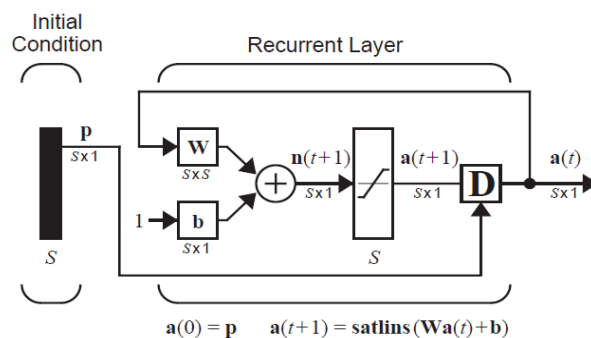 Initial
Condition
Recurrent Layer
p
S x 1
W
S x S
n(t+1)
S x 1
a(t+1)
S x 1
D
a(t)
S x 1
1
b
S x 1
S
S
a(0) = p a(t+1) = satlins (Wa(t)+b)